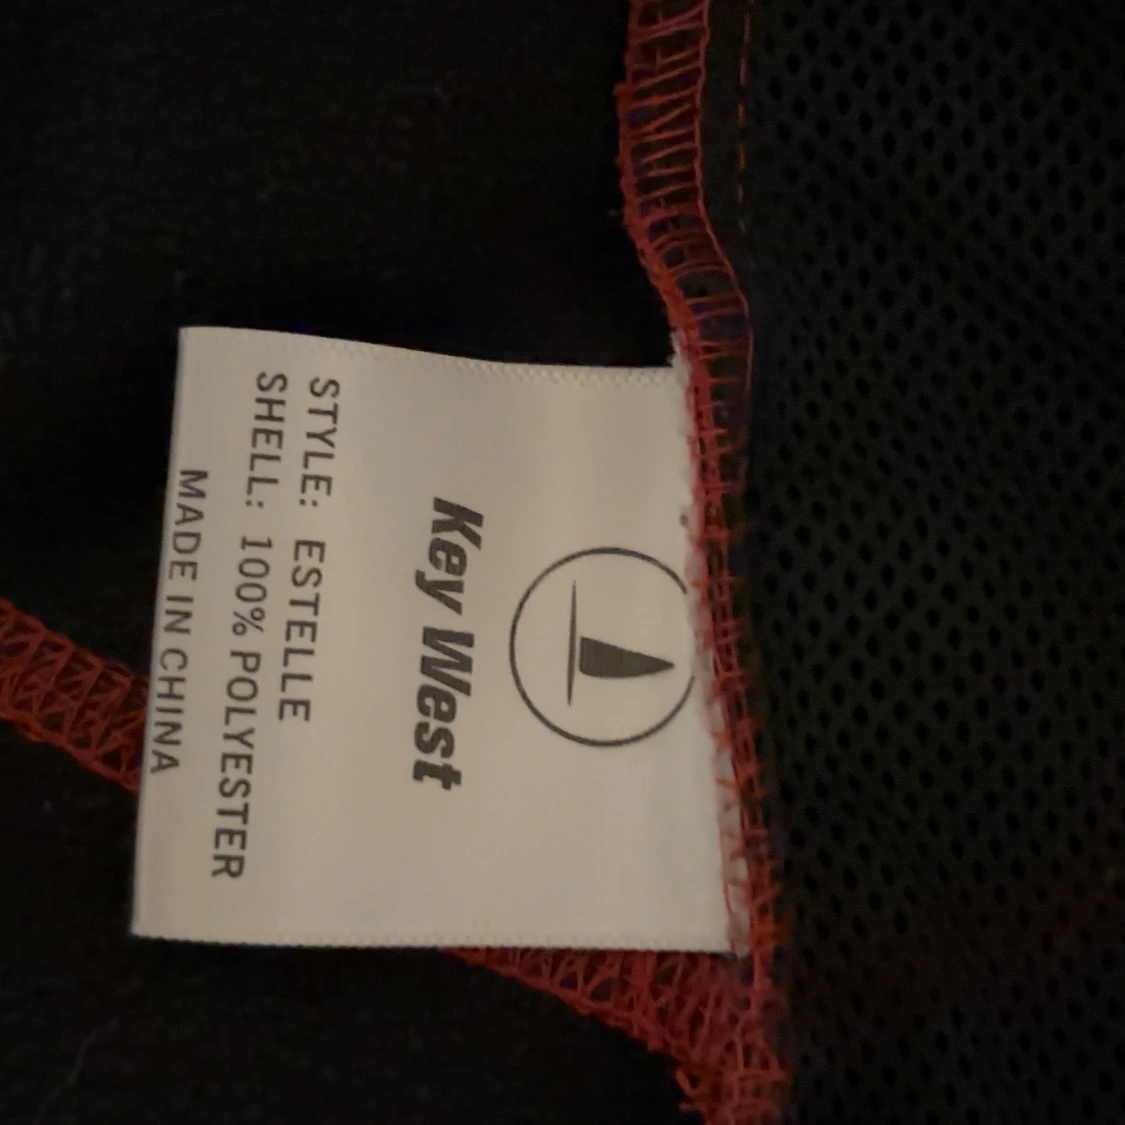 Key West
STYLE: ESTELLE
SHELL: 100% POLYESTER
MADE IN CHINA